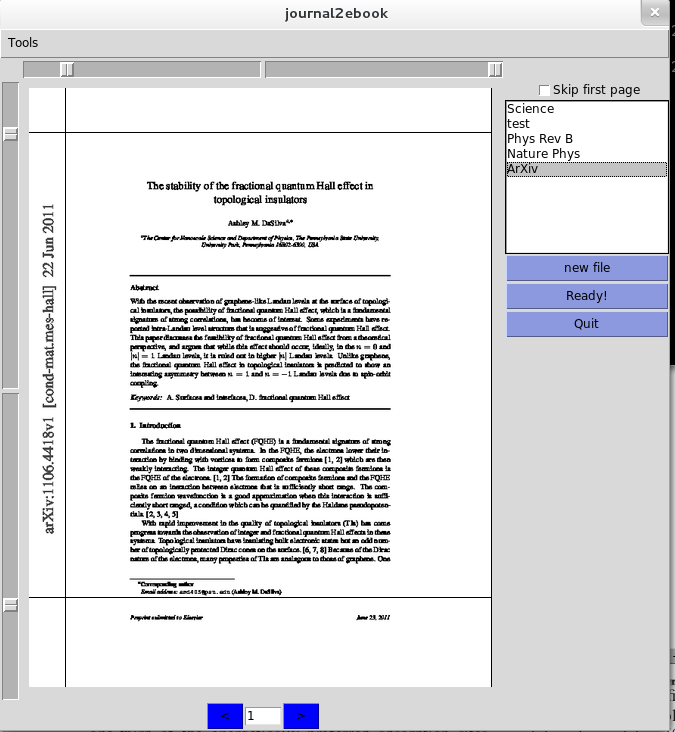 journal2ebook
Tools
Skip first page
Science
test
Phys Rev B
Nature Phys
ArXiv
new file
Ready!
Quit
arXiv:1106.4418v1 [cond-mat.mes-hall] 22 Jun 2011
The stability of the fractional quantum Hall effect in
topological insulators
Ashley M. DaSilva
The Center for Nanoscale Science and Department of Physics, The Pennsylvania State University,
University Park, Pennsylvania 16802-6300, USA
Abstract
With the recent observation of graphene-like Landau levels at the surface of topologi-
cal insulators, the possibility of fractional quantum Hall effect, which is a fundamental
signature of strong correlations, has become of interest. Some experiments have re-
ported intra-Landau level structure that is suggestive of fractional quantum Hall effect.
This paper discusses the feasibility of fractional quantum Hall effect from a theoretical
perspective, and argues that while this effect should occur, ideally, in the n = 0 and
|n| = 1 Landau levels, it is ruled out in higher |n| Landau levels. Unlike graphene,
the fractional quantum Hall effect in topological insulators is predicted to show an
interesting asymmetry between n = 1 and n = −1 Landau levels due to spin-orbit
coupling.
Keywords: A. Surfaces and interfaces, D. fractional quantum Hall effect
1. Introduction
The fractional quantum Hall effect (FQHE) is a fundamental signature of strong
correlations in two dimensional systems. In the FQHE, the electrons lower their in-
teraction by binding with vortices to form composite fermions [1, 2] which are then
weakly interacting. The integer quantum Hall effect of these composite fermions is
the FQHE of the electrons. [1, 2] The formation of composite fermions and the FQHE
relies on an interaction between electrons that is sufficiently short range. The com-
posite fermion wavefunction is a good approximation when this interaction is suffi-
ciently short ranged, a condition which can be quantified by the Haldane pseudopoten-
tials. [2, 3, 4, 5]
With rapid improvement in the quality of topological insulators (TIs) has come
progress towards the observation of integer and fractional quantum Hall effects in these
systems. Topological insulators have insulating bulk electronic states but an odd num-
ber of topologically protected Dirac cones on the surface. [6, 7, 8] Because of the Dirac
nature of the electrons, many properties of TIs are analogous to those of graphene. One
*Corresponding author
Email address: (Ashley M. DaSilva)
Preprint submitted to Elsevier June 23, 2011
< 1 >